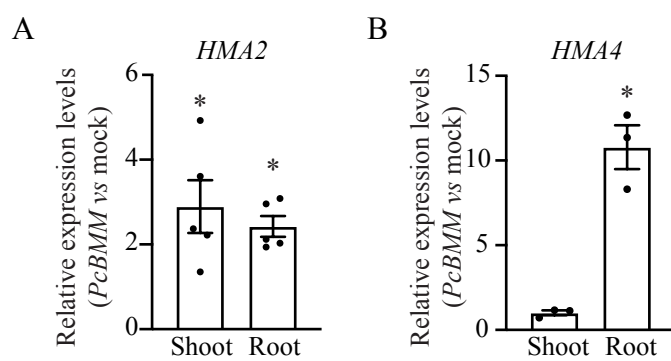 A
HMA2
Relative expression levels
(PcBMM vs mock)
6
4
2
0
*
*
Shoot Root
B
HMA4
Relative expression levels
(PcBMM vs mock)
15
10
5
0
*
Shoot Root